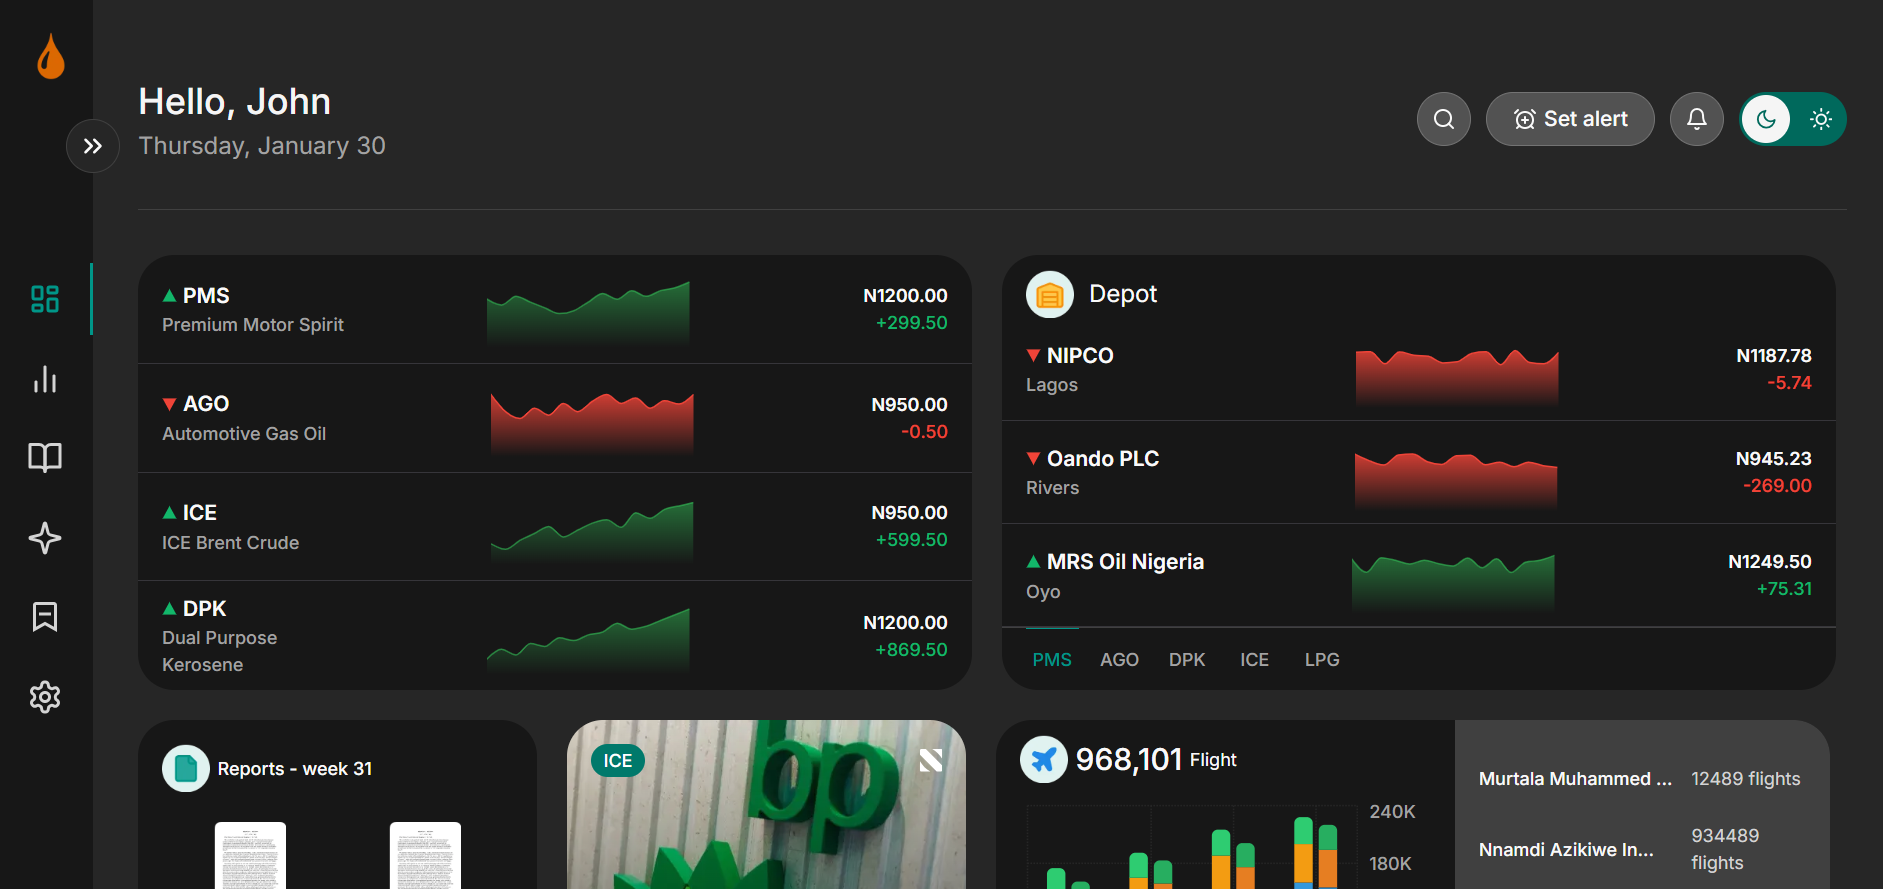 Hello, John
Thursday, January 30
Set alert
PMS
Premium Motor Spirit
N1200.00
+299.50
AGO
Automotive Gas Oil
N950.00
-0.50
ICE
ICE Brent Crude
N950.00
+599.50
DPK
Dual Purpose
Kerosene
N1200.00
+869.50
Depot
NIPCO
Lagos
N1187.78
-5.74
Oando PLC
Rivers
N945.23
-269.00
MRS Oil Nigeria
Oyo
N1249.50
+75.31
PMS AGO DPK ICE LPG
Reports - week 31
ICE
bp
968,101 Flight
240K
180K
Murtala Muhammed ... 12489 flights
Nnamdi Azikiwe In... 934489
flights